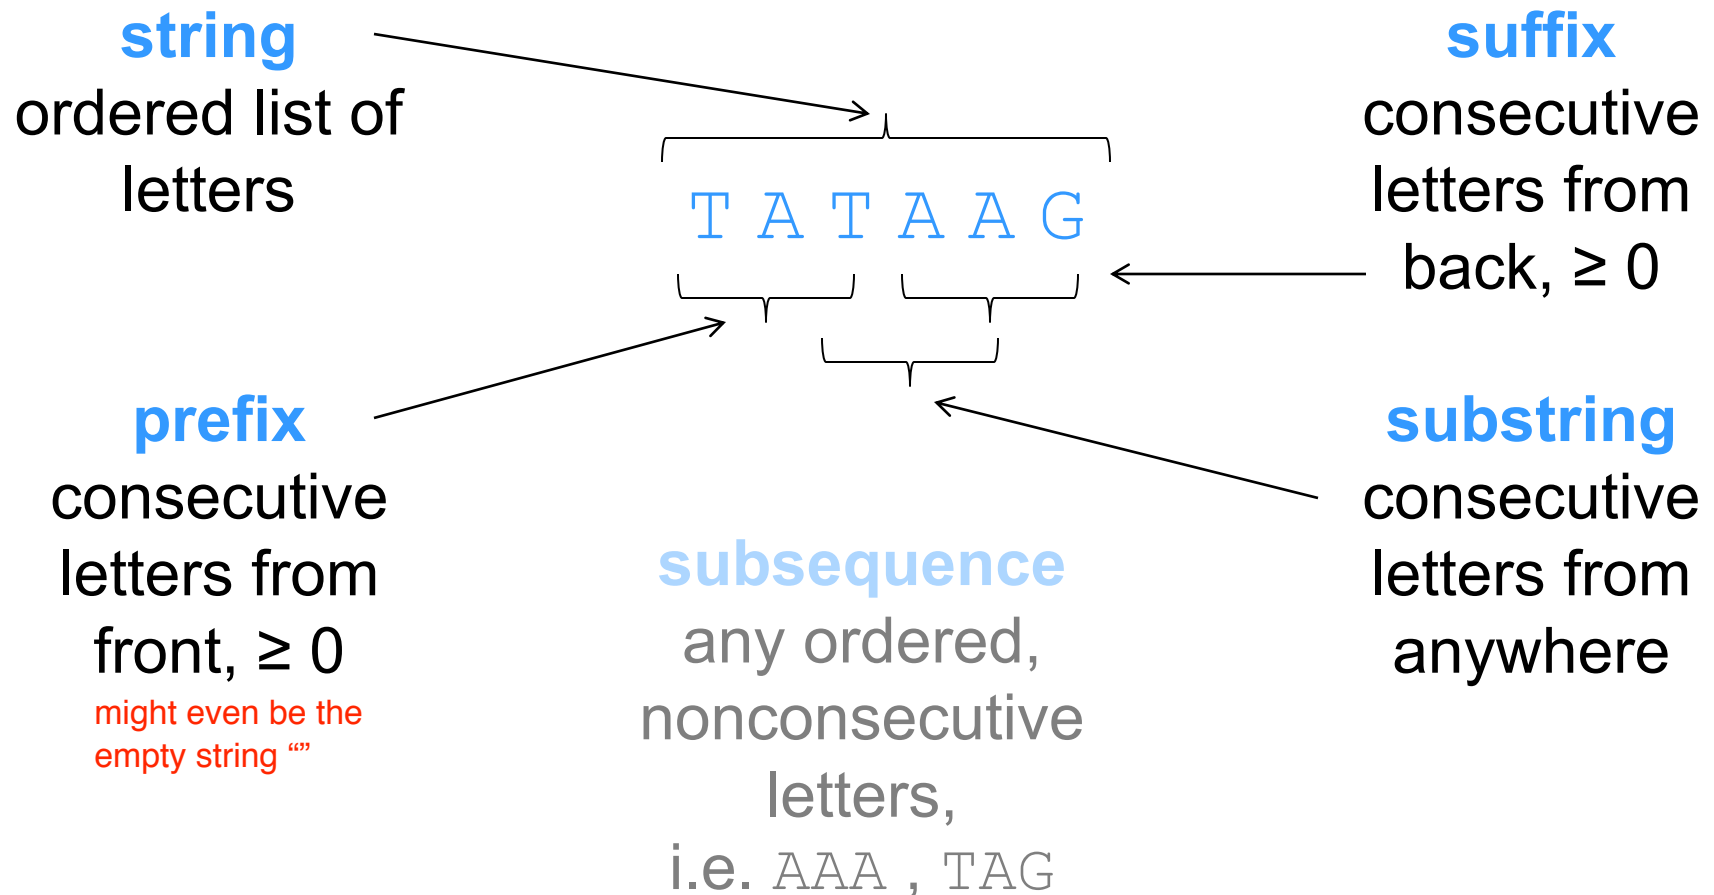 string
ordered list of
letters
T A T A A G
suffix
consecutive
letters from
back, ≥ 0
prefix
consecutive
letters from
front, ≥ 0
might even be the
empty string “”
subsequence
any ordered,
nonconsecutive
letters,
i.e. AAA , TAG
substring
consecutive
letters from
anywhere